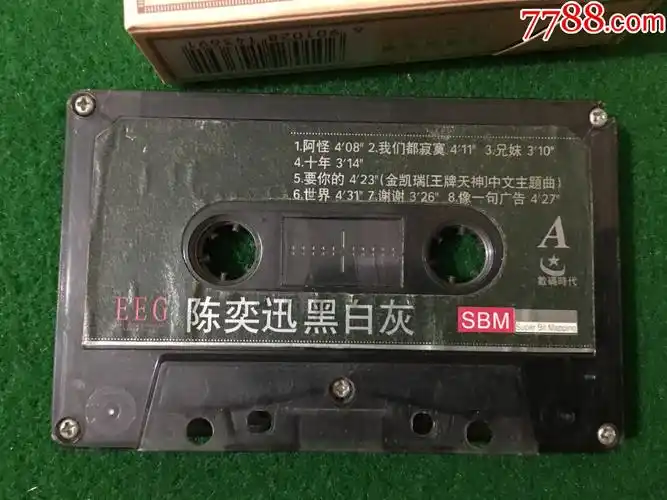 7788.com
1.阿怪 4'08" 2.我们都寂寞 4'11" 3.兄妹 3'10"
4.十年 3'14"
5.要你的 4'23"(金凯瑞[王牌天神]中文主题曲)
6.世界 4'31" 7.谢谢 3'26" 8.像一句广告 4'27"
A
數碼時代
EEG 陈奕迅 黑白灰 SBM Super Bit Mapping